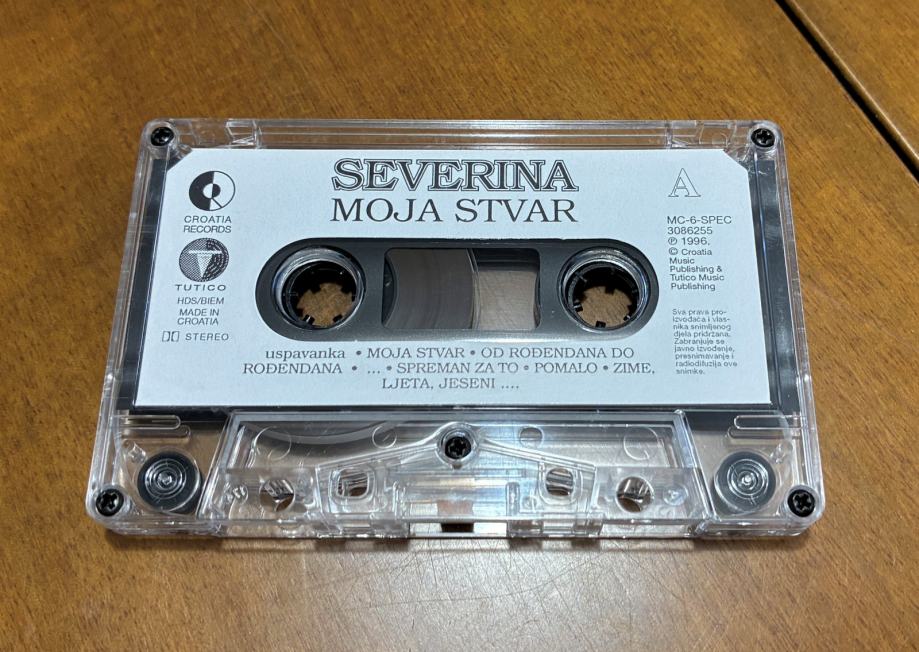 SEVERINA
MOJA STVAR
CROATIA
RECORDS
TUTICO
HDS/BIEM
MADE IN
CROATIA
STEREO
A
MC-6-SPEC
3086255
℗ 1996.
© Croatia
Music
Publishing &
Tutico Music
Publishing
Sva prava pro-
izvođača i vlas-
nika snimljenog
djela pridržana.
Zabranjuje se
javno izvođenje,
presnimavanje i
radiodifuzija ove
snimke.
uspavanka • MOJA STVAR • OD ROĐENDANA DO
ROĐENDANA • ... • SPREMAN ZA TO • POMALO • ZIME,
LJETA, JESENI ....